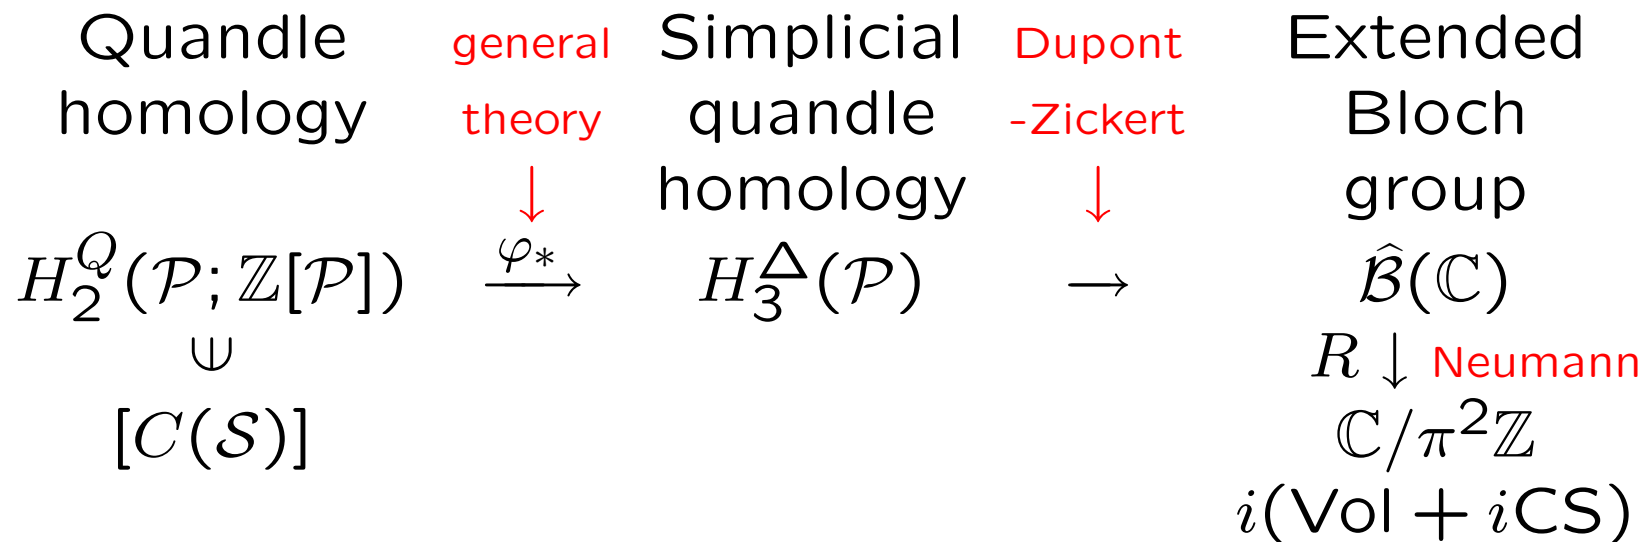 Quandle general Simplicial Dupont Extended
homology theory quandle -Zickert Bloch
↓ homology ↓ group
H_2^Q(𝒫; ℤ[𝒫]) φ_* ⟶ H_3^Δ(𝒫) → \hat{ℬ}(ℂ)
∈ R ↓ Neumann
[C(𝒮)] ℂ/π²ℤ
i(Vol + iCS)